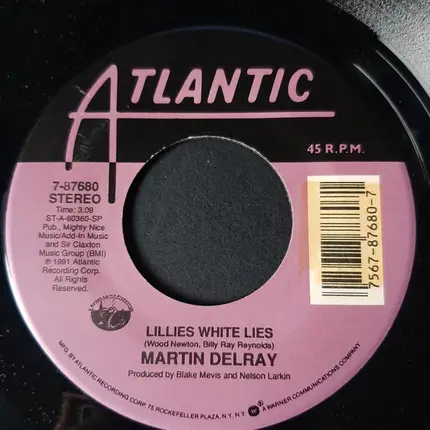 ATLANTIC
45 R.P.M.
7-87680
STEREO
Time: 3:09
ST-A-60360-SP
Pub., Mighty Nice
Music/Add-In Music
and Sir Claxton
Music Group (BMI)
℗ 1991 Atlantic
Recording Corp.
All Rights
Reserved.
7567-87680-7
LILLIES WHITE LIES
(Wood Newton, Billy Ray Reynolds)
MARTIN DELRAY
Produced by Blake Mevis and Nelson Larkin
MFG. BY ATLANTIC RECORDING CORP. 75 ROCKEFELLER PLAZA, N.Y., N.Y. A WARNER COMMUNICATIONS COMPANY